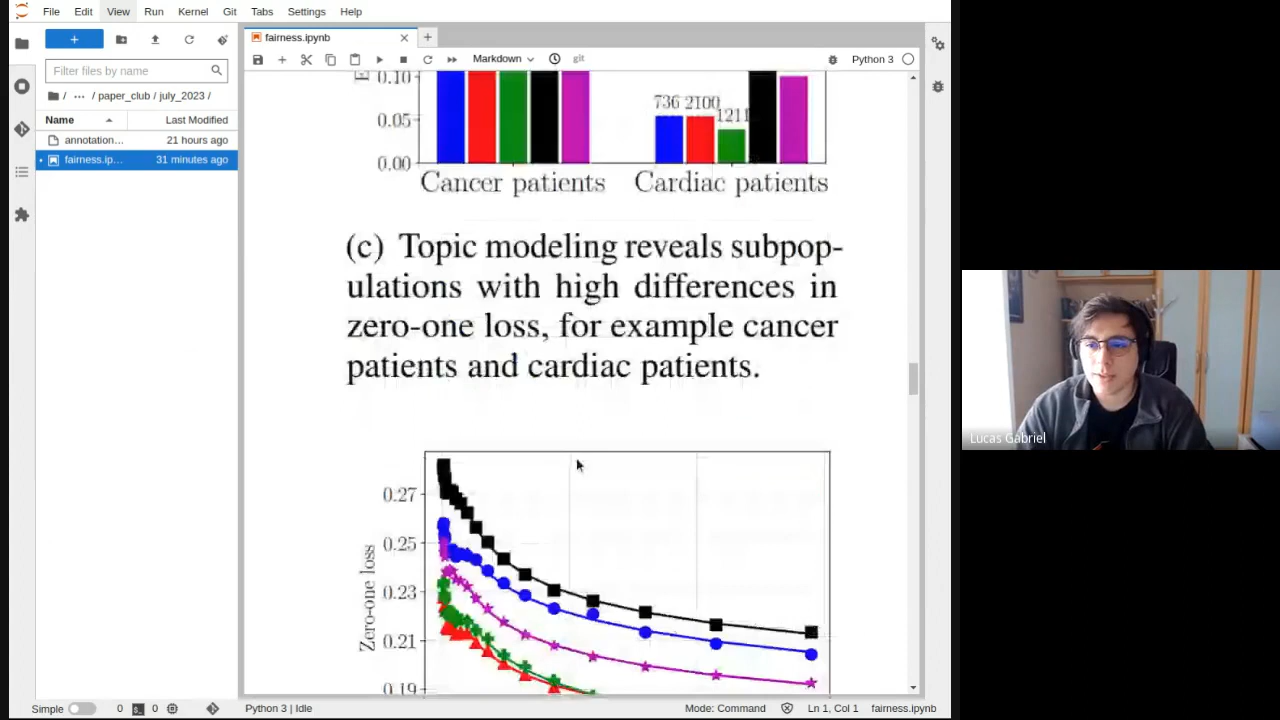 File Edit View Run Kernel Git Tabs Settings Help
fairness.ipynb
Filter files by name
Markdown
git
Python 3
/ ... / paper_club / july_2023 /
Name
Last Modified
annotation...
21 hours ago
fairness.ip...
31 minutes ago
0.10
0.05
0.00
736 2100 1211
Cancer patients
Cardiac patients
(c) Topic modeling reveals subpop-
ulations with high differences in
zero-one loss, for example cancer
patients and cardiac patients.
0.27
0.25
0.23
0.21
0.19
Zero-one loss
Lucas Gabriel
Simple
0
0
Python 3 | Idle
Mode: Command
Ln 1, Col 1
fairness.ipynb